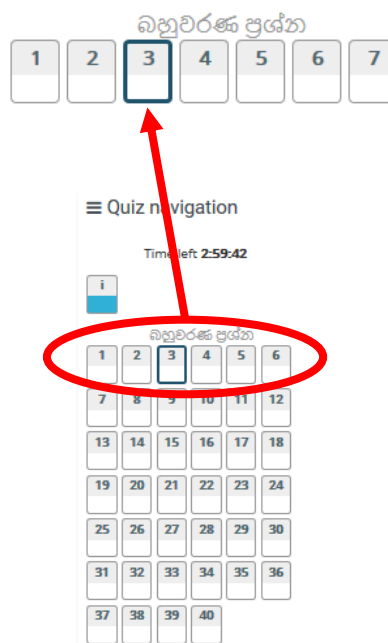 බහුවරණ ප්‍රශ්න
1 2 3 4 5 6 7
☰ Quiz navigation
Time left 2:59:42
i
බහුවරණ ප්‍රශ්න
1 2 3 4 5 6
7 8 9 10 11 12
13 14 15 16 17 18
19 20 21 22 23 24
25 26 27 28 29 30
31 32 33 34 35 36
37 38 39 40